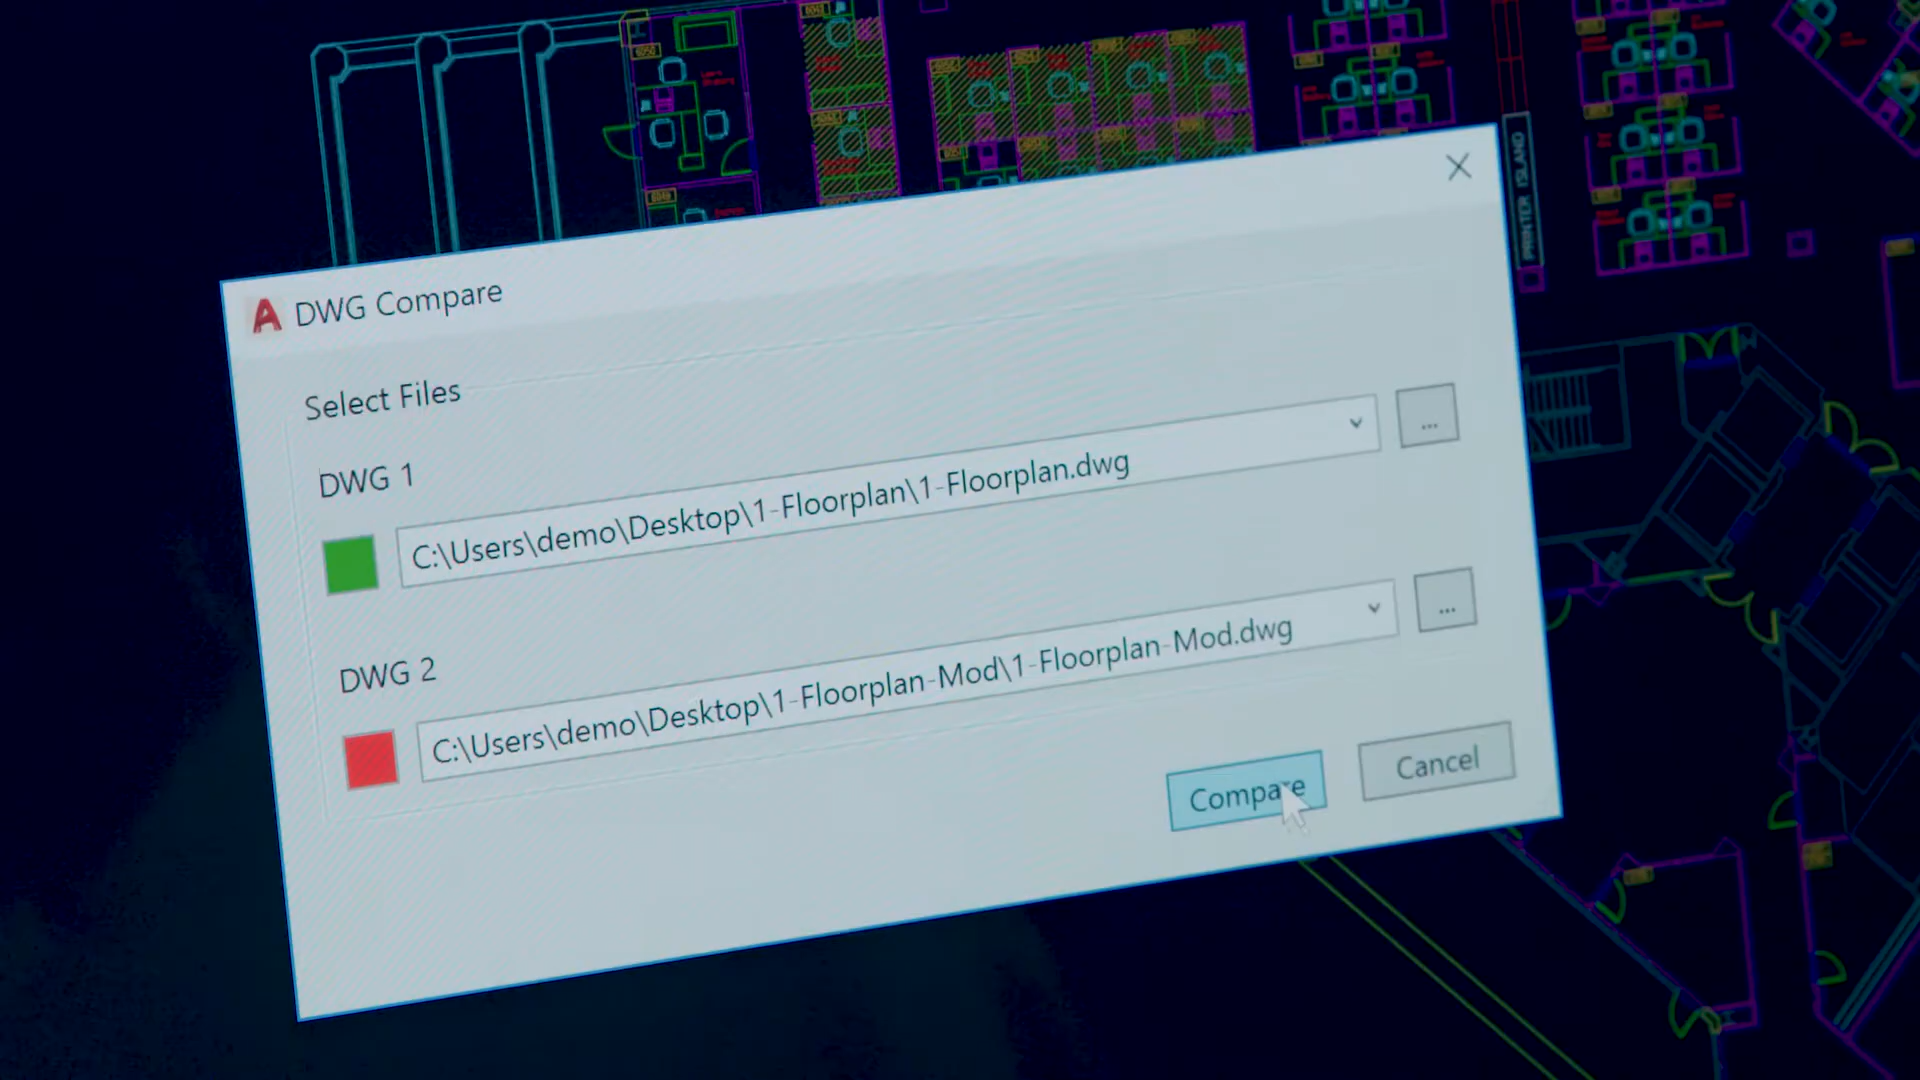 PRINTER ISLAND
DWG Compare
Select Files
DWG 1
C:\Users\demo\Desktop\1-Floorplan\1-Floorplan.dwg
...
DWG 2
C:\Users\demo\Desktop\1-Floorplan-Mod\1-Floorplan-Mod.dwg
...
Compare
Cancel